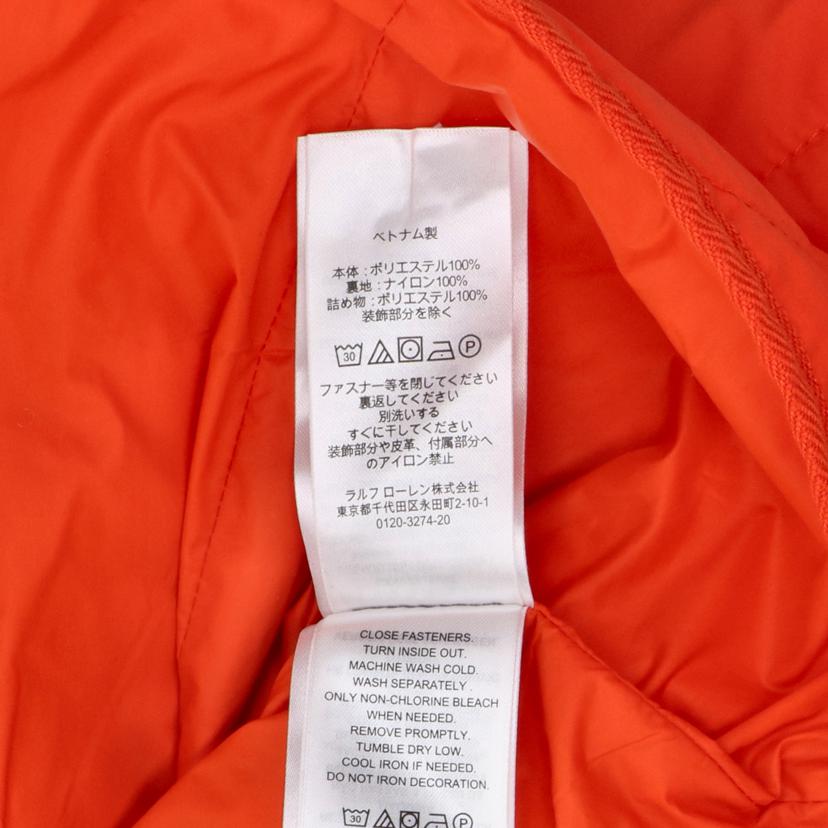 ベトナム製
本体：ポリエステル100%
裏地：ナイロン100%
詰め物：ポリエステル100%
装飾部分を除く
30 P
ファスナー等を閉じてください
裏返してください
別洗いする
すぐに干してください
装飾部分や皮革、付属部分へ
のアイロン禁止
ラルフ ローレン株式会社
東京都千代田区永田町2-10-1
0120-3274-20
CLOSE FASTENERS.
TURN INSIDE OUT.
MACHINE WASH COLD.
WASH SEPARATELY .
ONLY NON-CHLORINE BLEACH
WHEN NEEDED.
REMOVE PROMPTLY.
TUMBLE DRY LOW.
COOL IRON IF NEEDED.
DO NOT IRON DECORATION.
30 P